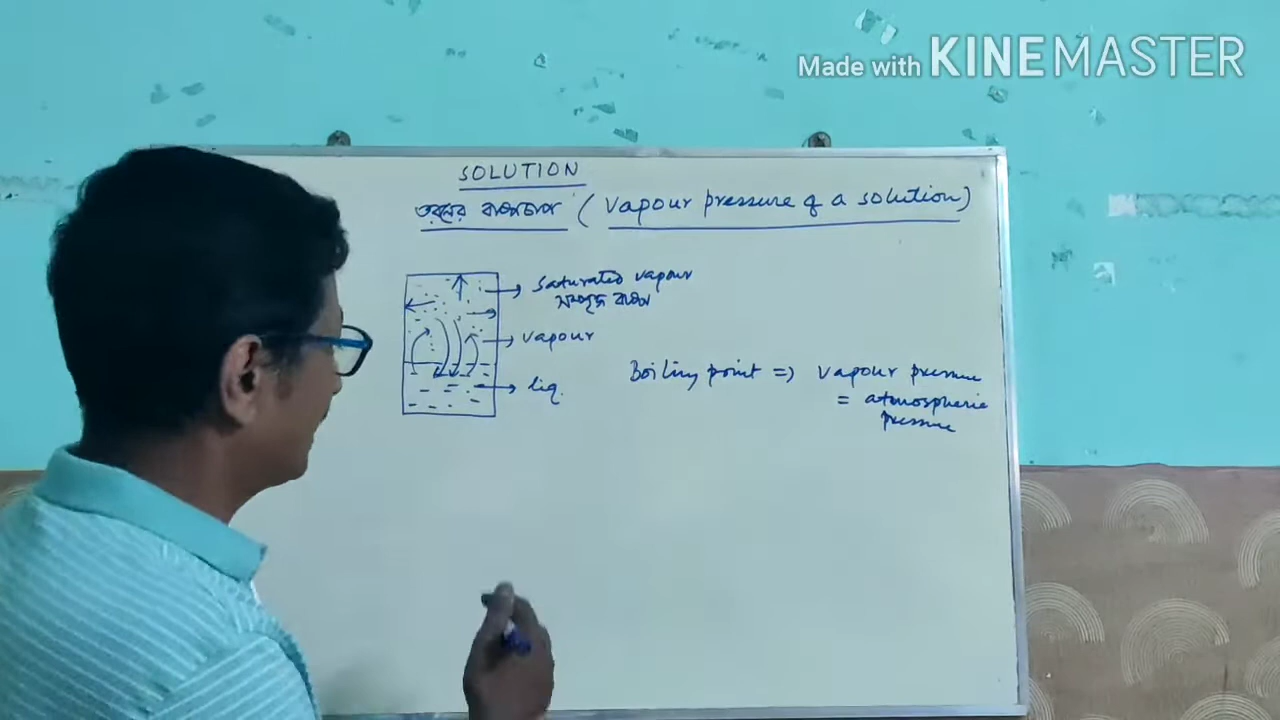 Made with KINEMASTER
SOLUTION
তরলের বাষ্পচাপ (Vapour pressure of a solution)
Saturated vapour
সম্পৃক্ত বাষ্প
vapour
liq.
Boiling point => vapour pressure
= atmospheric
pressure